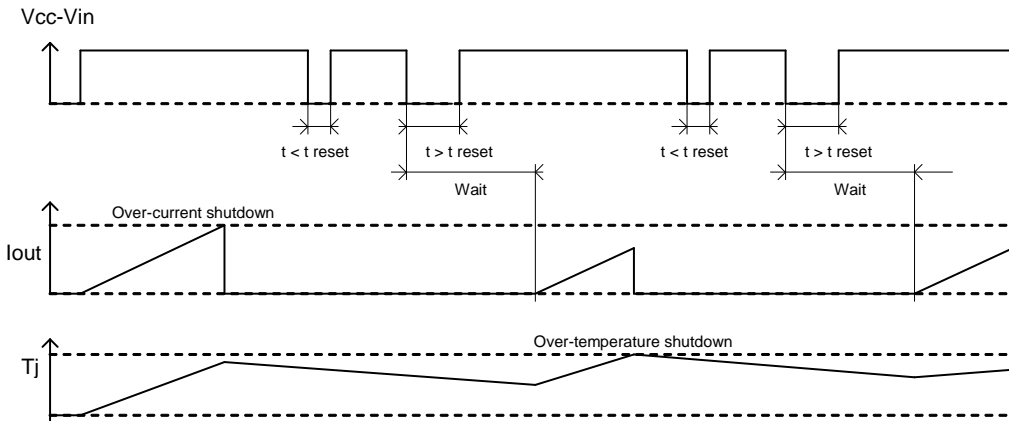 Vcc-Vin
t < t reset
t > t reset
t < t reset
t > t reset
Wait
Wait
Over-current shutdown
Iout
Over-temperature shutdown
Tj